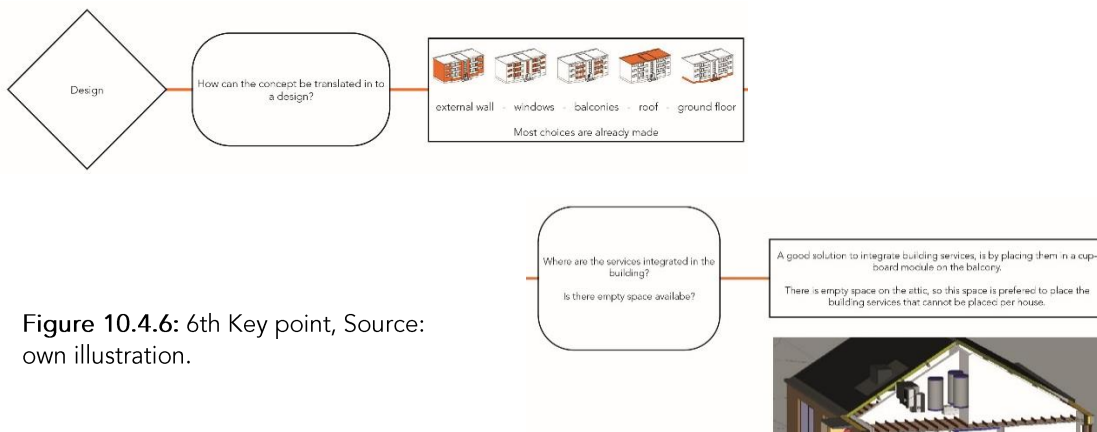 Design
How can the concept be translated in to
a design?
external wall - windows - balconies - roof - ground floor
Most choices are already made
Where are the services integrated in the
building?
Is there empty space availabe?
A good solution to integrate building services, is by placing them in a cup-
board module on the balcony.
There is empty space on the attic, so this space is prefered to place the
building services that cannot be placed per house.
Figure 10.4.6: 6th Key point, Source:
own illustration.